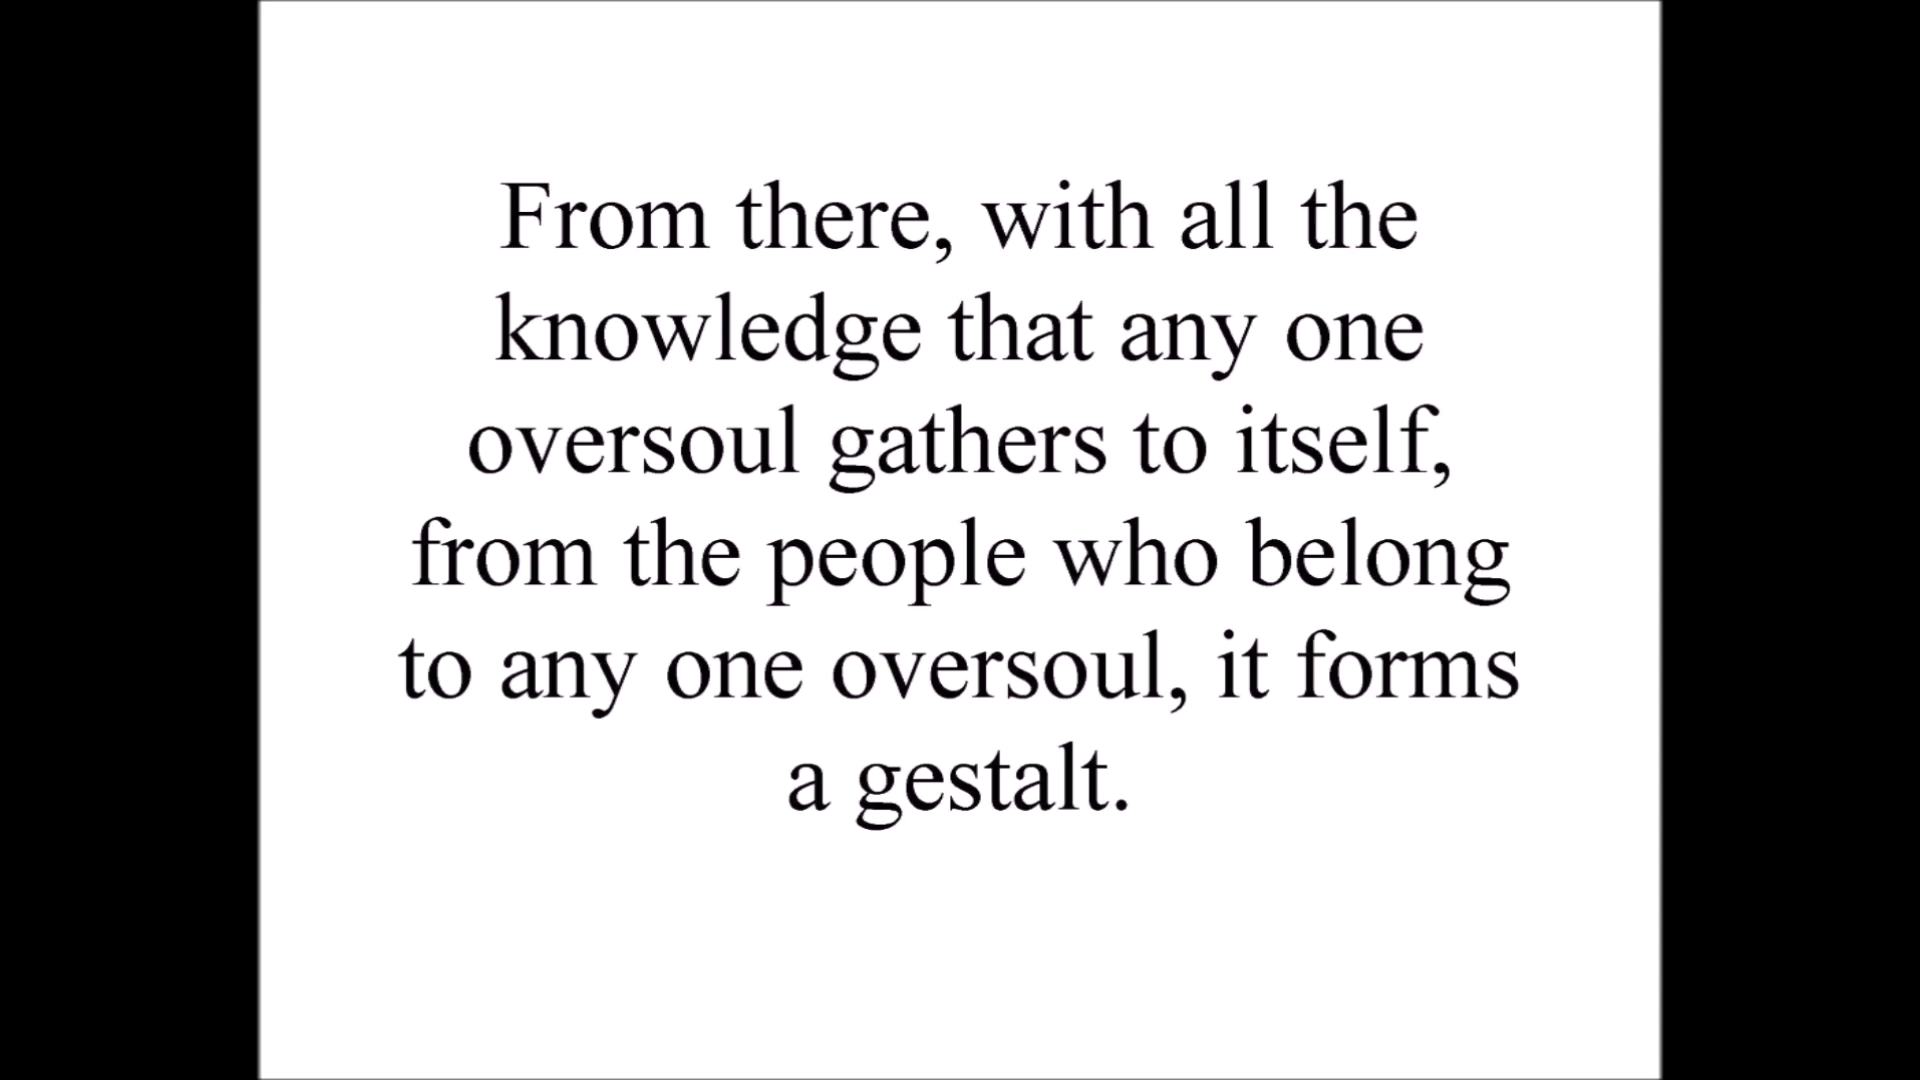 From there, with all the
knowledge that any one
oversoul gathers to itself,
from the people who belong
to any one oversoul, it forms
a gestalt.